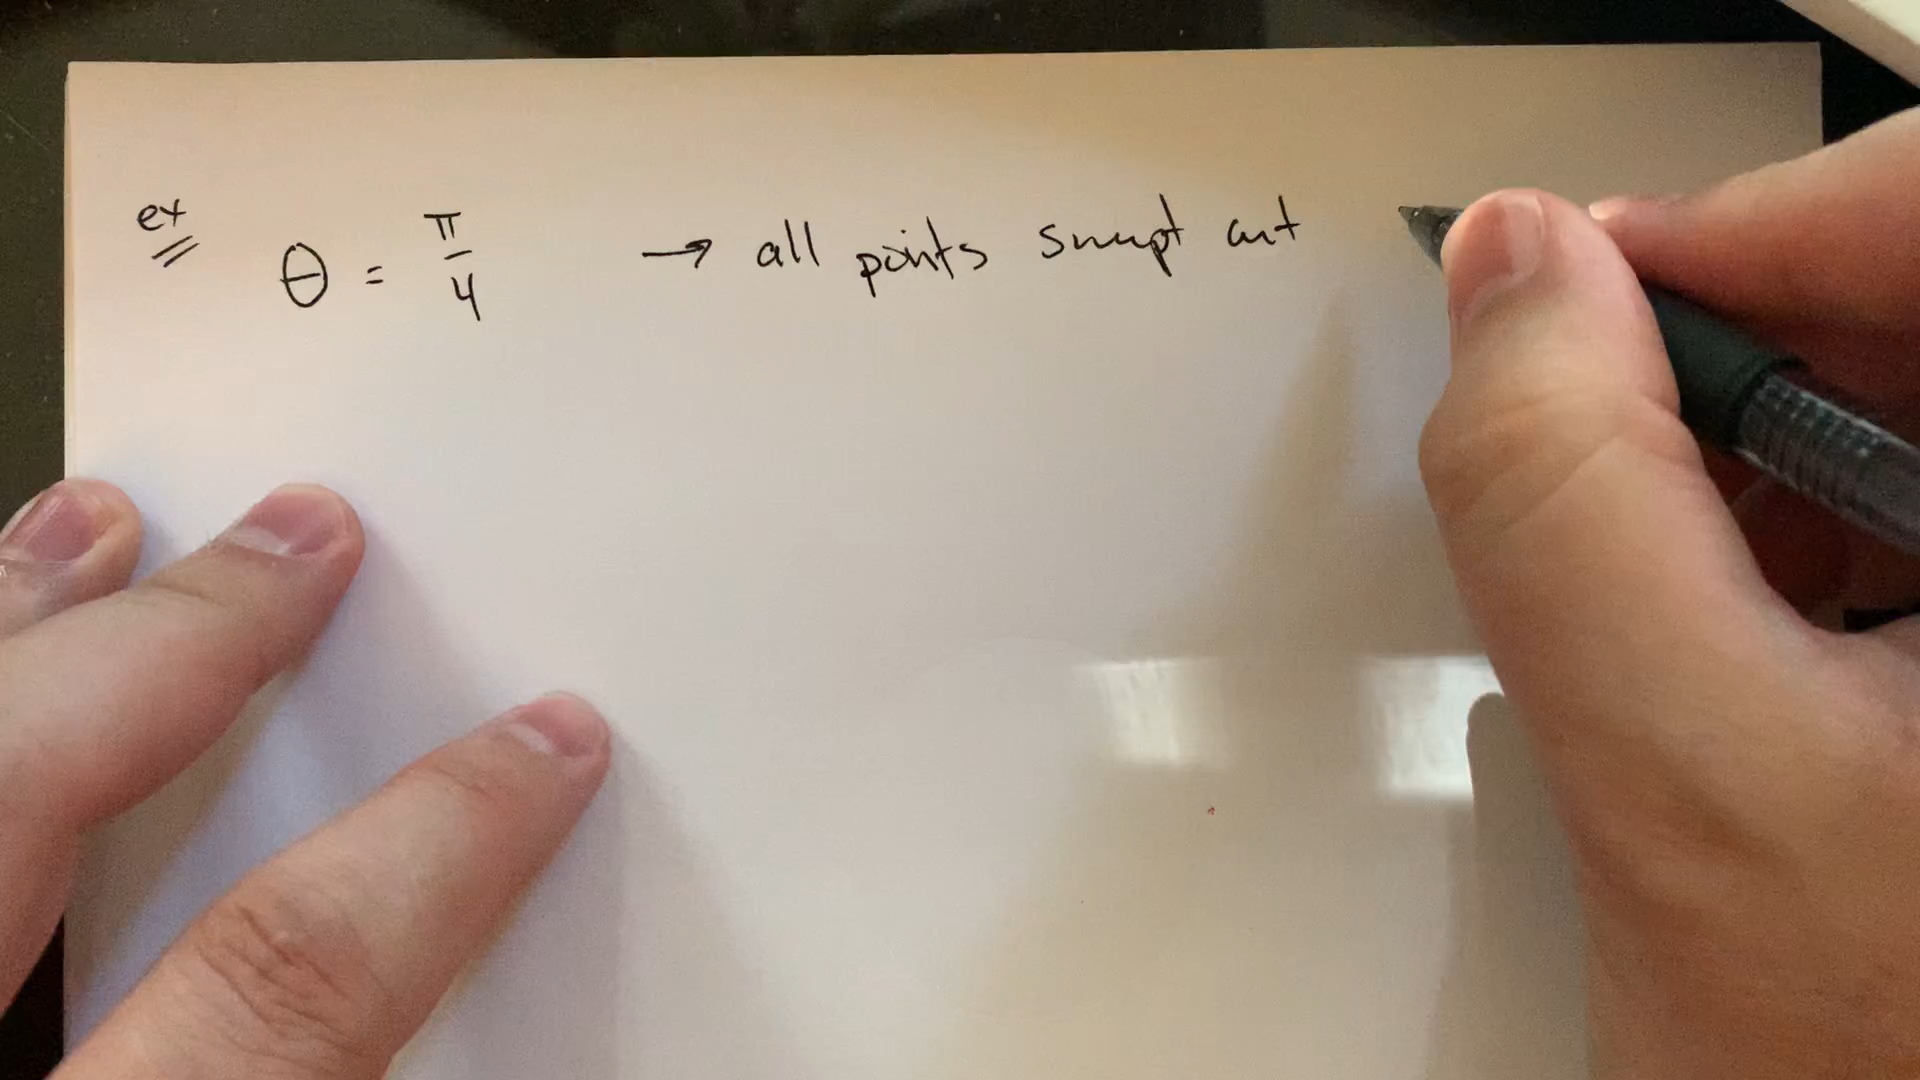 ex θ = π/4 → all points swept out